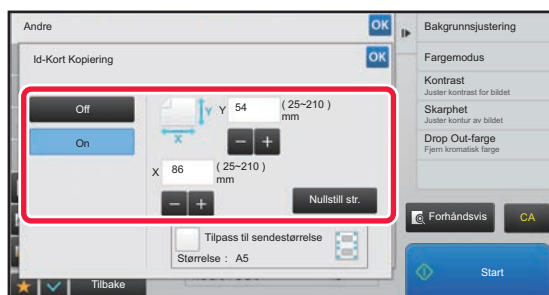 Andre
OK
Id-Kort Kopiering
OK
Off
On
Y 54 ( 25~210 )
mm
Y
X
X 86 ( 25~210 )
mm
Nullstill str.
Tilpass til sendestørrelse
Størrelse : A5
Tilbake
Bakgrunnsjustering
Fargemodus
Kontrast
Juster kontrast for bildet
Skarphet
Juster kontur av bildet
Drop Out-farge
Fjern kromatisk farge
Forhåndsvis
CA
Start